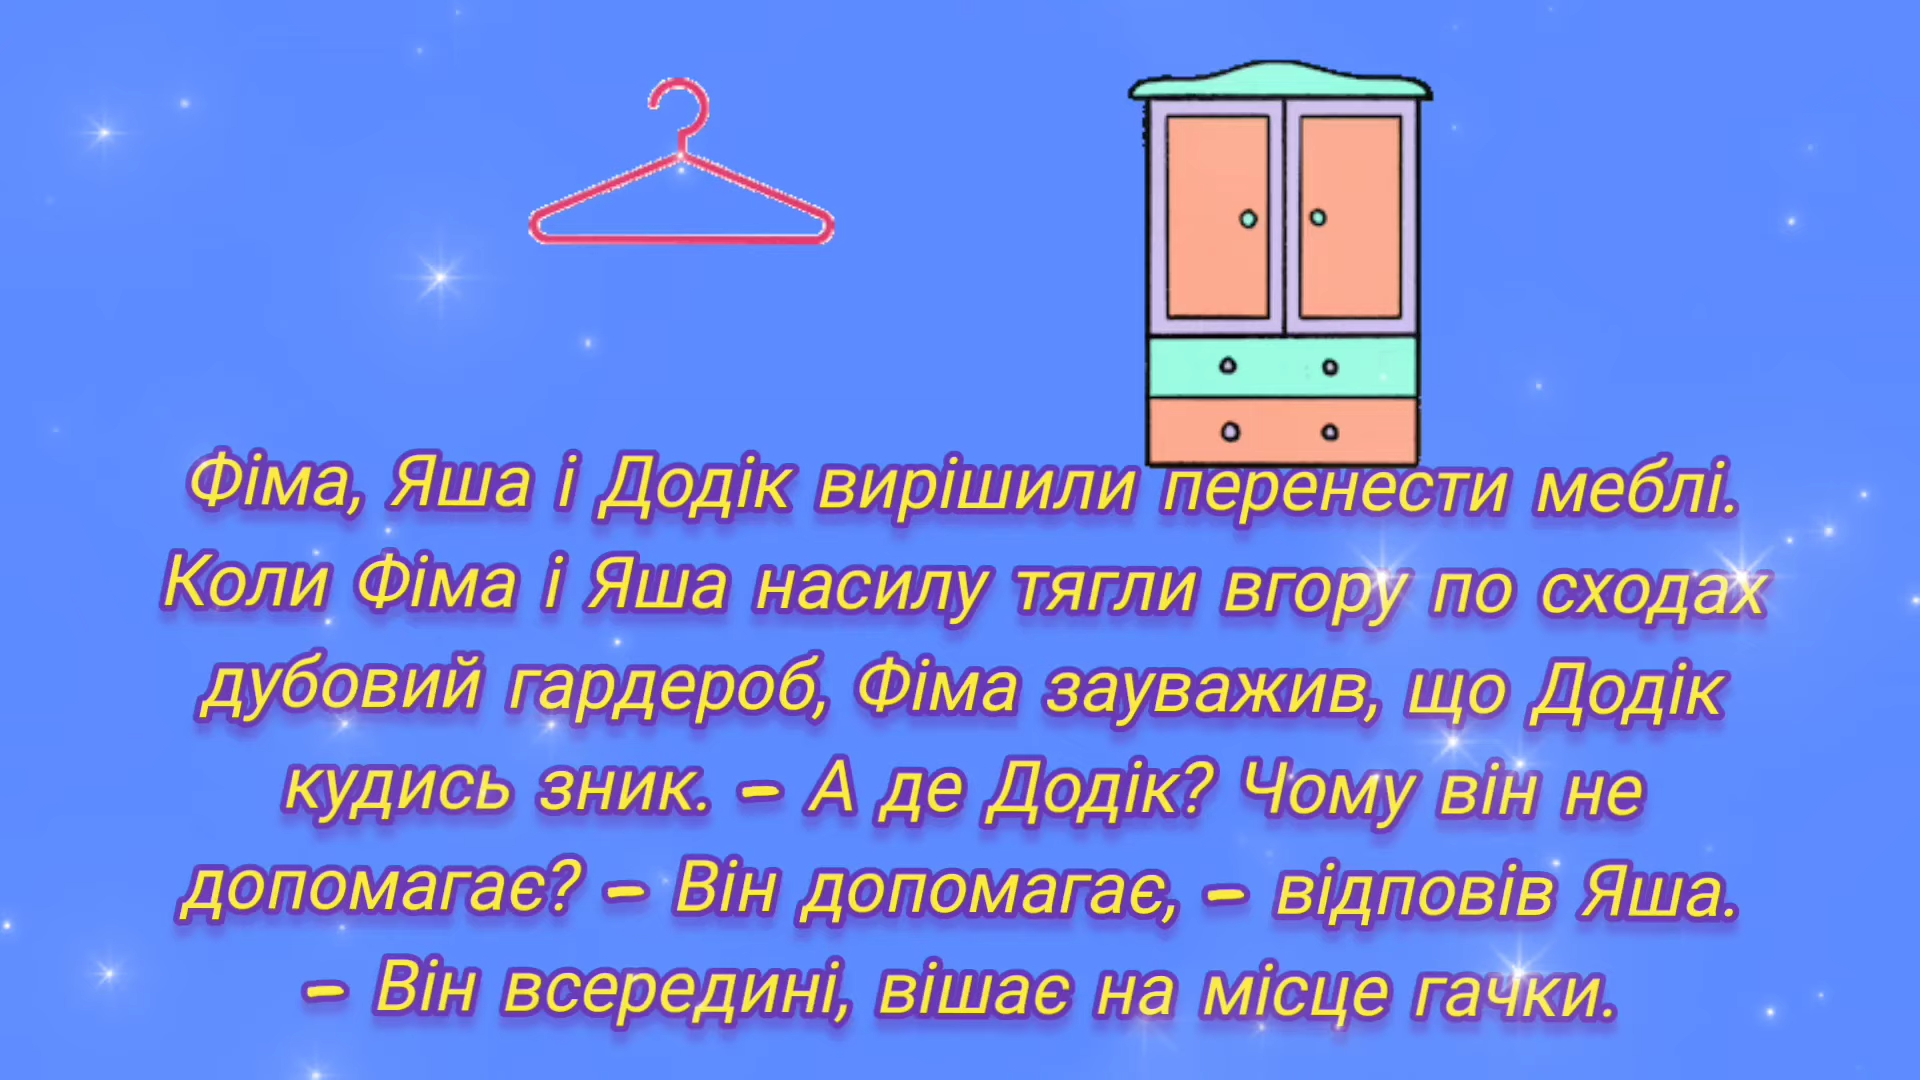 Фіма, Яша і Додік вирішили перенести меблі.
Коли Фіма і Яша насилу тягли вгору по сходах
дубовий гардероб, Фіма зауважив, що Додік
кудись зник. – А де Додік? Чому він не
допомагає? – Він допомагає, – відповів Яша.
– Він всередині, вішає на місце гачки.